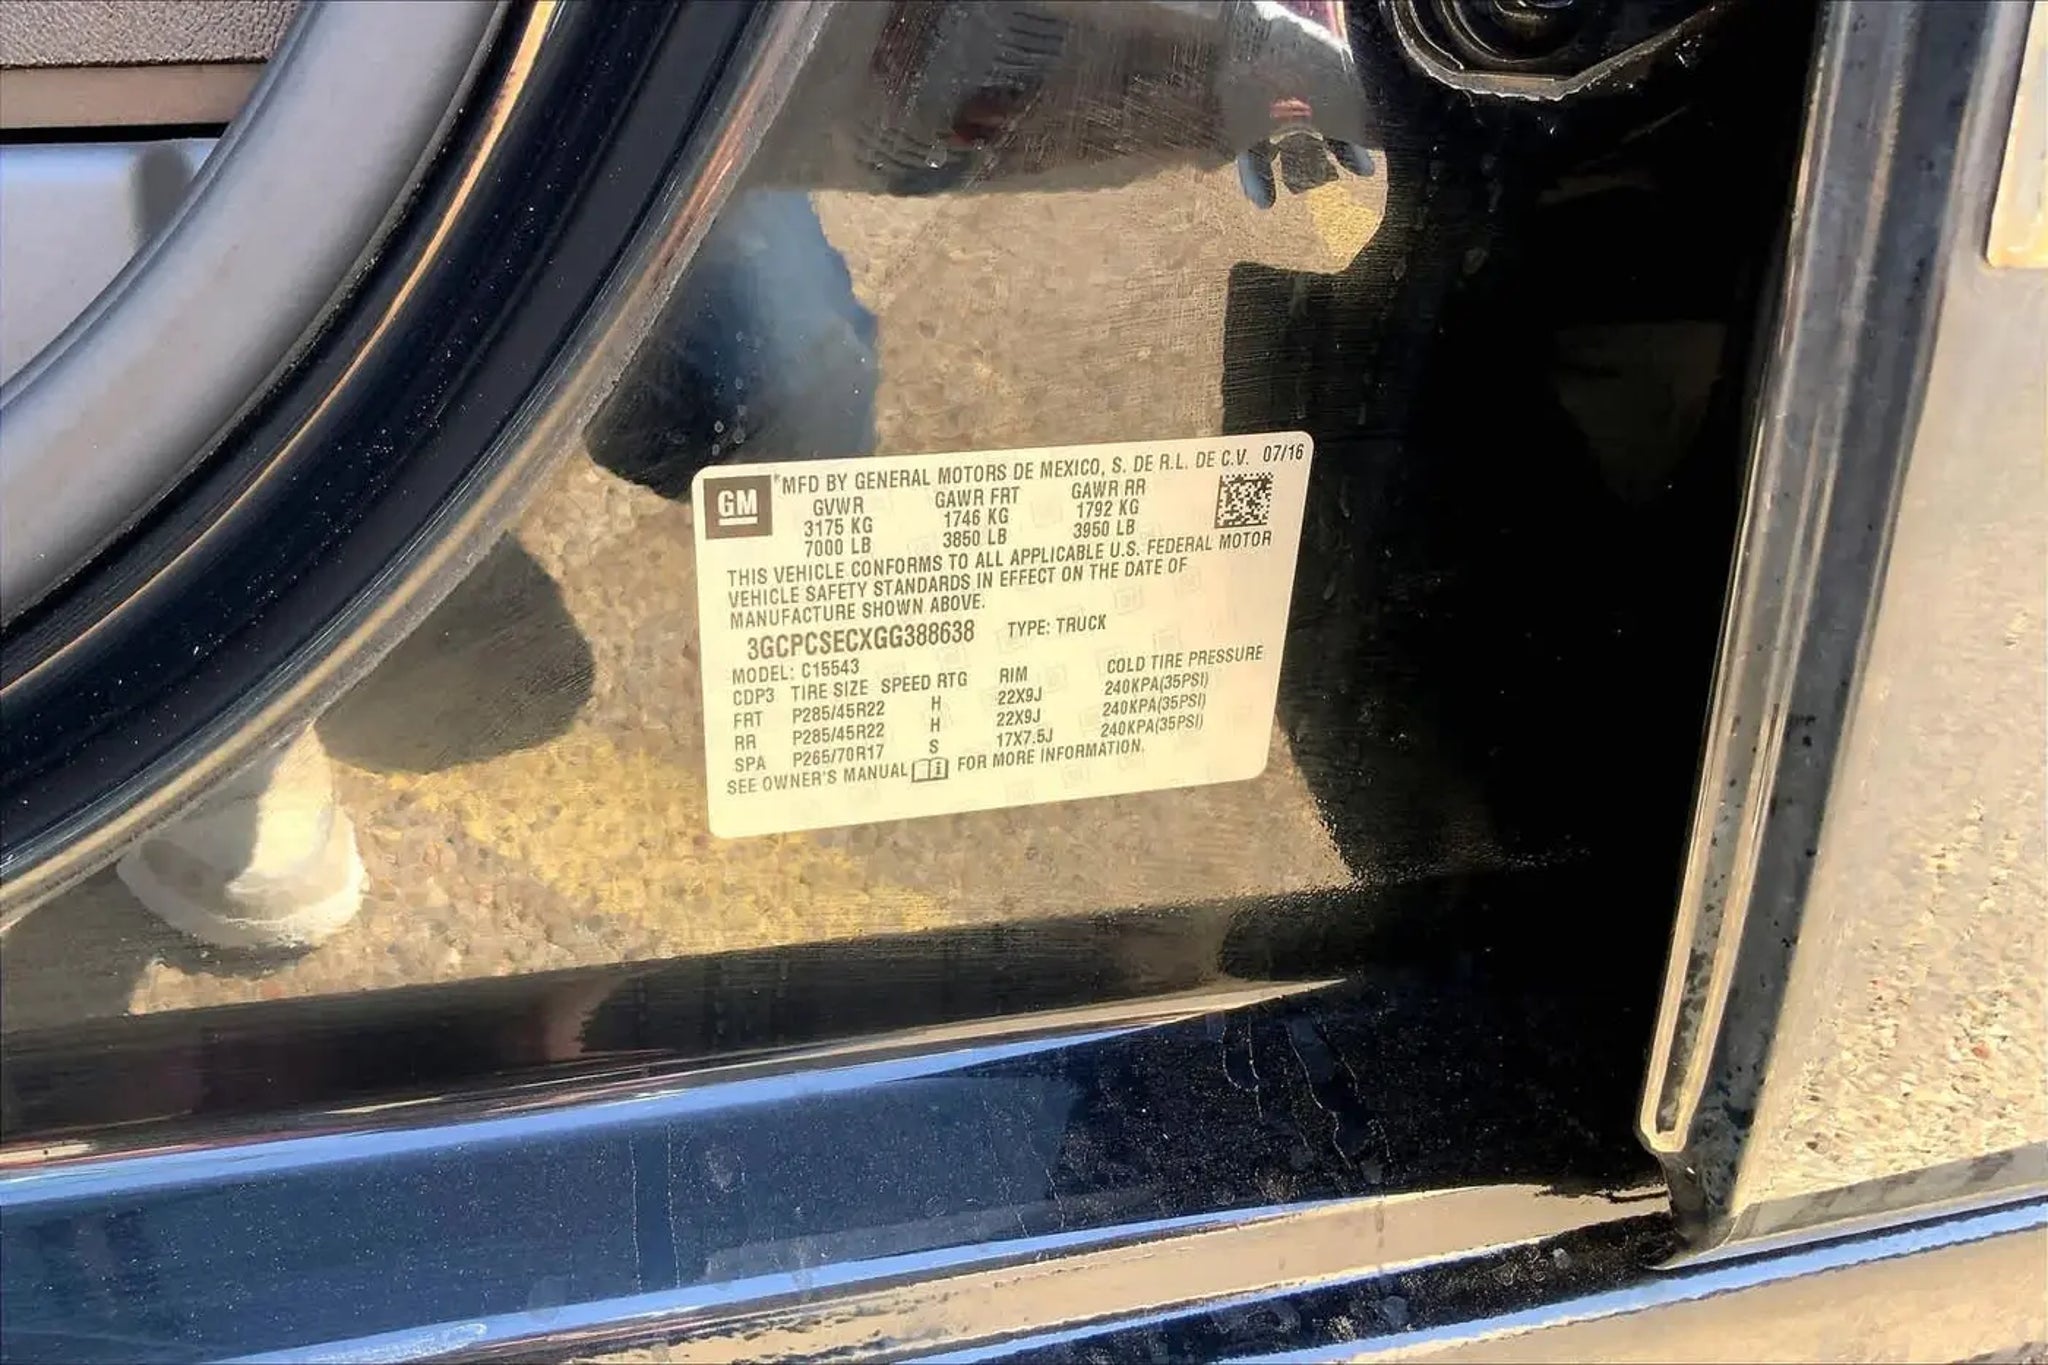 GM
*MFD BY GENERAL MOTORS DE MEXICO, S. DE R.L. DE C.V. 07/16
GVWR GAWR FRT GAWR RR
3175 KG 1746 KG 1792 KG
7000 LB 3850 LB 3950 LB
THIS VEHICLE CONFORMS TO ALL APPLICABLE U.S. FEDERAL MOTOR
VEHICLE SAFETY STANDARDS IN EFFECT ON THE DATE OF
MANUFACTURE SHOWN ABOVE.
3GCPCSECXGG388638 TYPE: TRUCK
MODEL: C15543
CDP3 TIRE SIZE SPEED RTG RIM COLD TIRE PRESSURE
FRT P285/45R22 H 22X9J 240KPA(35PSI)
RR P285/45R22 H 22X9J 240KPA(35PSI)
SPA P265/70R17 S 17X7.5J 240KPA(35PSI)
SEE OWNER'S MANUAL FOR MORE INFORMATION.